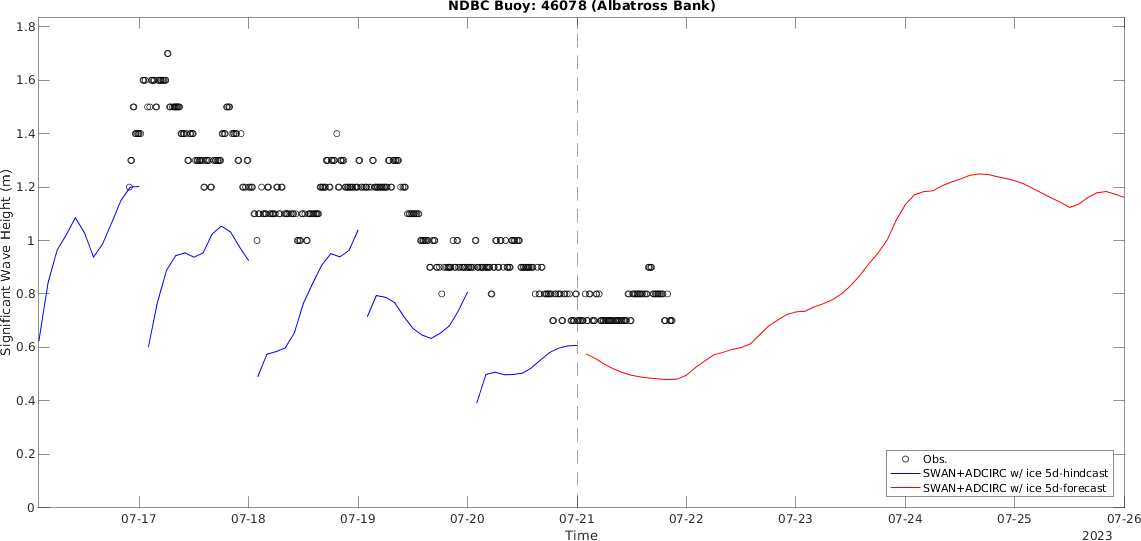 NDBC Buoy: 46078 (Albatross Bank)
1.8
1.6
1.4
1.2
1
0.8
0.6
0.4
0.2
0
Significant Wave Height (m)
Obs.
SWAN+ADCIRC w/ ice 5d-hindcast
SWAN+ADCIRC w/ ice 5d-forecast
07-17 07-18 07-19 07-20 07-21 07-22 07-23 07-24 07-25 07-26
Time
2023